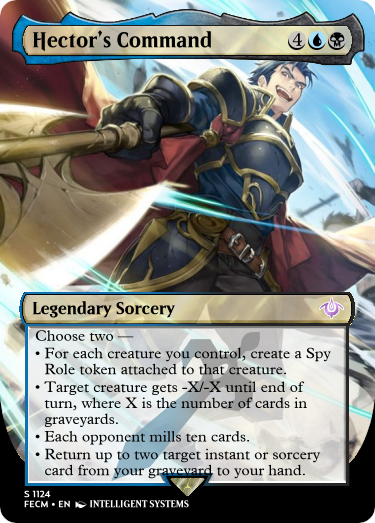 Hector's Command 4
Legendary Sorcery
Choose two —
• For each creature you control, create a Spy
Role token attached to that creature.
• Target creature gets -X/-X until end of
turn, where X is the number of cards in
graveyards.
• Each opponent mills ten cards.
• Return up to two target instant or sorcery
card from your graveyard to your hand.
S 1124
FECM • EN INTELLIGENT SYSTEMS